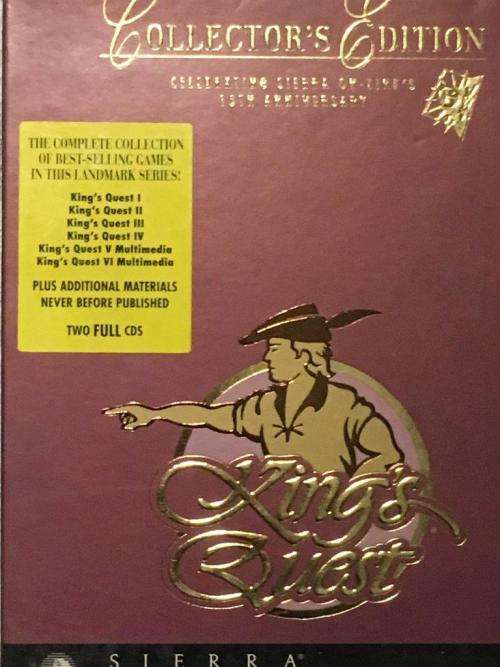 COLLECTOR'S EDITION
CELEBRATING SIERRA ON-LINE'S
15TH ANNIVERSARY
THE COMPLETE COLLECTION
OF BEST-SELLING GAMES
IN THIS LANDMARK SERIES!
King's Quest I
King's Quest II
King's Quest III
King's Quest IV
King's Quest V Multimedia
King's Quest VI Multimedia
PLUS ADDITIONAL MATERIALS
NEVER BEFORE PUBLISHED
TWO FULL CDS
King's
Quest
SIERRA®